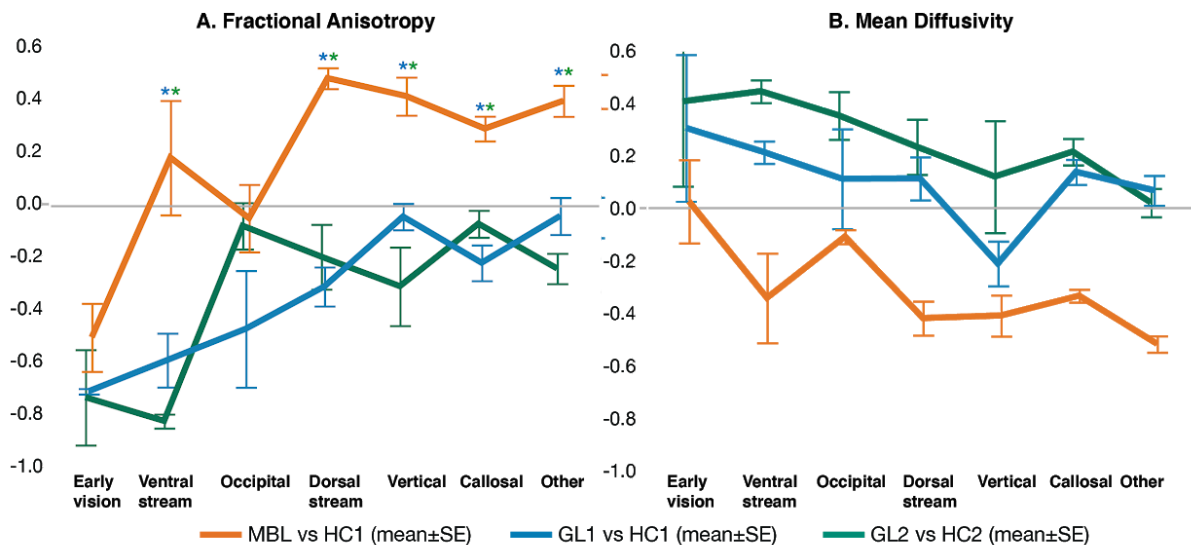 A. Fractional Anisotropy
0.6
0.4
0.2
0.0
-0.2
-0.4
-0.6
-0.8
-1.0
**
**
**
**
**
Early vision
Ventral stream
Occipital
Dorsal stream
Vertical
Callosal
Other
B. Mean Diffusivity
0.6
0.4
0.2
0.0
-0.2
-0.4
-0.6
-0.8
-1.0
Early vision
Ventral stream
Occipital
Dorsal stream
Vertical
Callosal
Other
MBL vs HC1 (mean±SE)
GL1 vs HC1 (mean±SE)
GL2 vs HC2 (mean±SE)